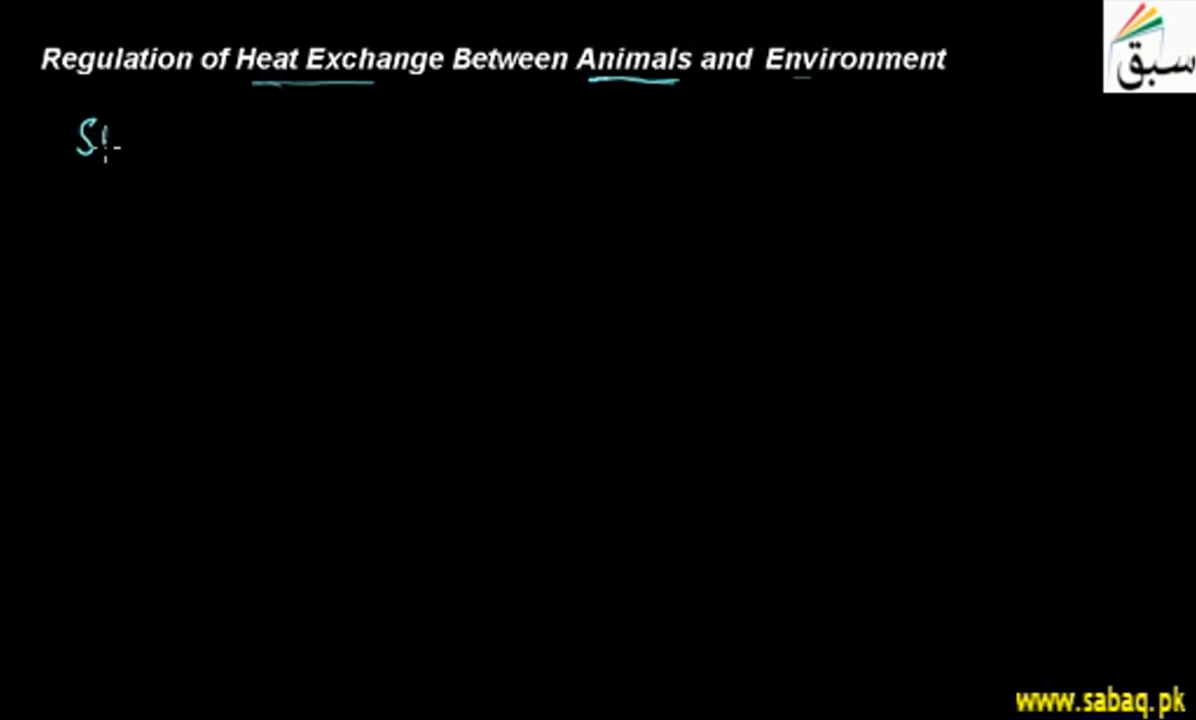 Regulation of Heat Exchange Between Animals and Environment
سبق
S
www.sabaq.pk